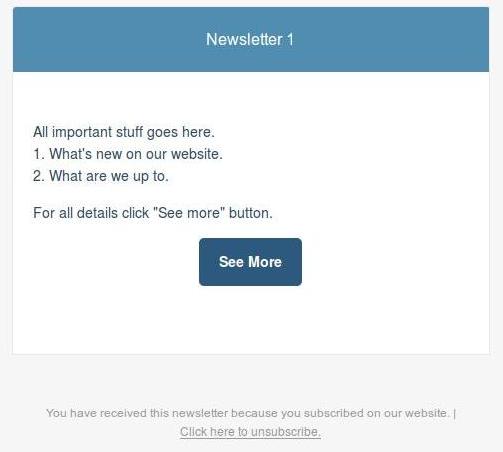 Newsletter 1
All important stuff goes here.
1. What's new on our website.
2. What are we up to.
For all details click "See more" button.
See More
You have received this newsletter because you subscribed on our website. |
Click here to unsubscribe.